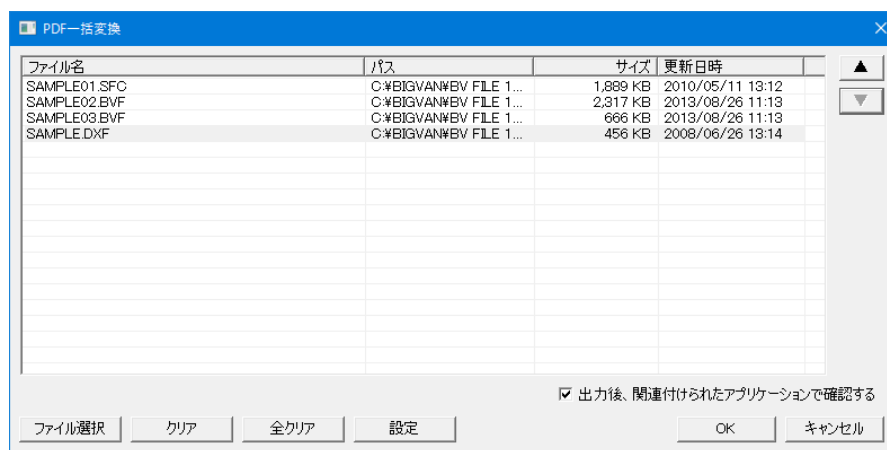 PDF一括変換
ファイル名 パス サイズ 更新日時
SAMPLE01.SFC C:¥BIGVAN¥BV FILE 1... 1,889 KB 2010/05/11 13:12
SAMPLE02.BVF C:¥BIGVAN¥BV FILE 1... 2,317 KB 2013/08/26 11:13
SAMPLE03.BVF C:¥BIGVAN¥BV FILE 1... 666 KB 2013/08/26 11:13
SAMPLE.DXF C:¥BIGVAN¥BV FILE 1... 456 KB 2008/06/26 13:14
出力後、関連付けられたアプリケーションで確認する
ファイル選択 クリア 全クリア 設定 OK キャンセル